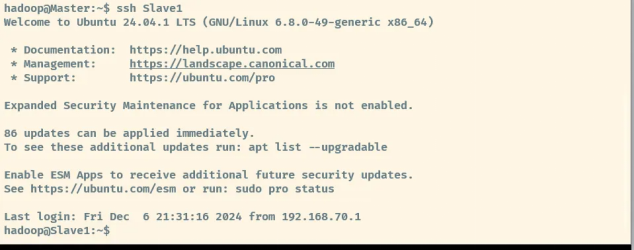 hadoop@Master:~$ ssh Slave1
Welcome to Ubuntu 24.04.1 LTS (GNU/Linux 6.8.0-49-generic x86_64)

 * Documentation:  https://help.ubuntu.com
 * Management:     https://landscape.canonical.com
 * Support:        https://ubuntu.com/pro

Expanded Security Maintenance for Applications is not enabled.

86 updates can be applied immediately.
To see these additional updates run: apt list --upgradable

Enable ESM Apps to receive additional future security updates.
See https://ubuntu.com/esm or run: sudo pro status

Last login: Fri Dec  6 21:31:16 2024 from 192.168.70.1
hadoop@Slave1:~$